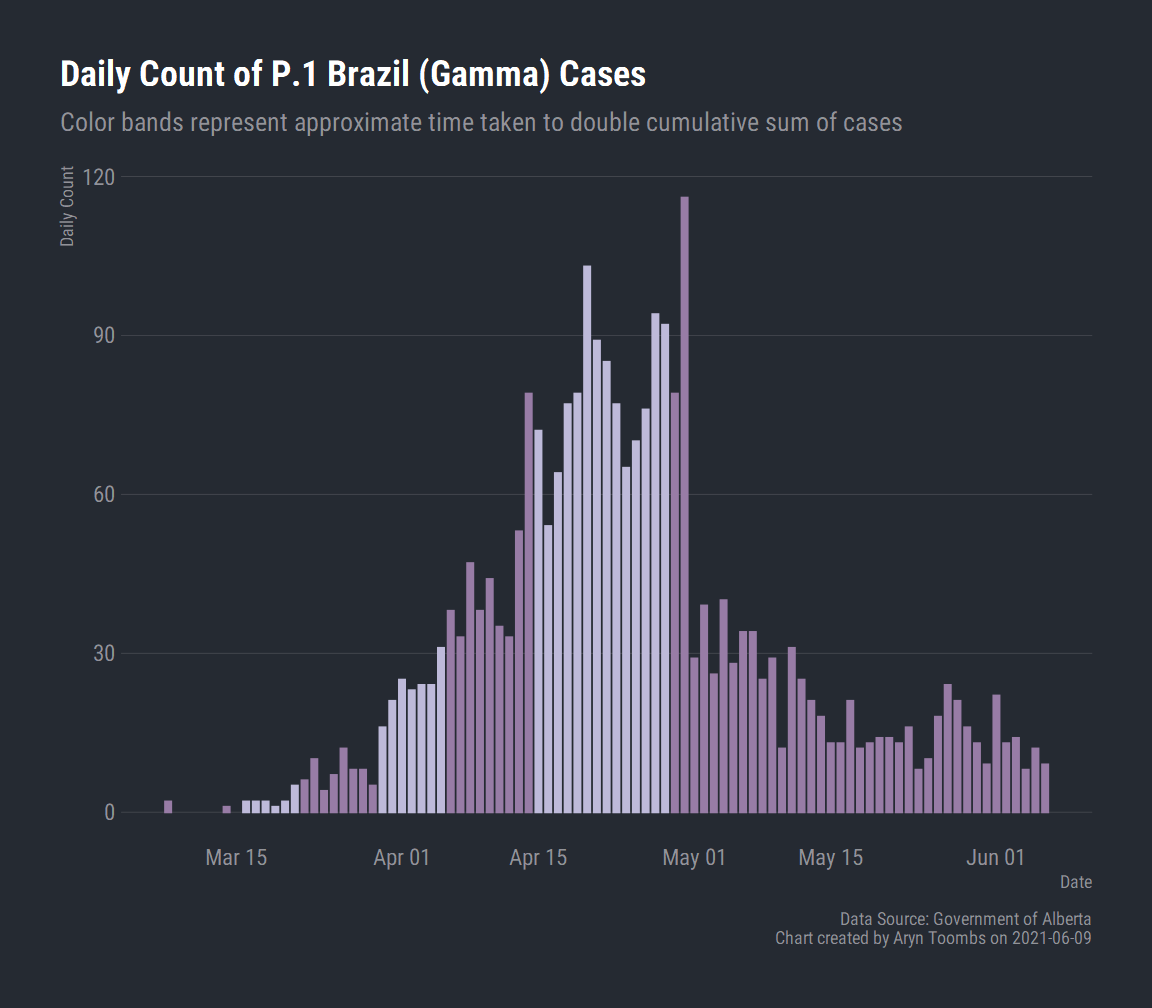 Daily Count of P.1 Brazil (Gamma) Cases
Color bands represent approximate time taken to double cumulative sum of cases
Daily Count
120
90
60
30
0
Mar 15 Apr 01 Apr 15 May 01 May 15 Jun 01
Date
Data Source: Government of Alberta
Chart created by Aryn Toombs on 2021-06-09